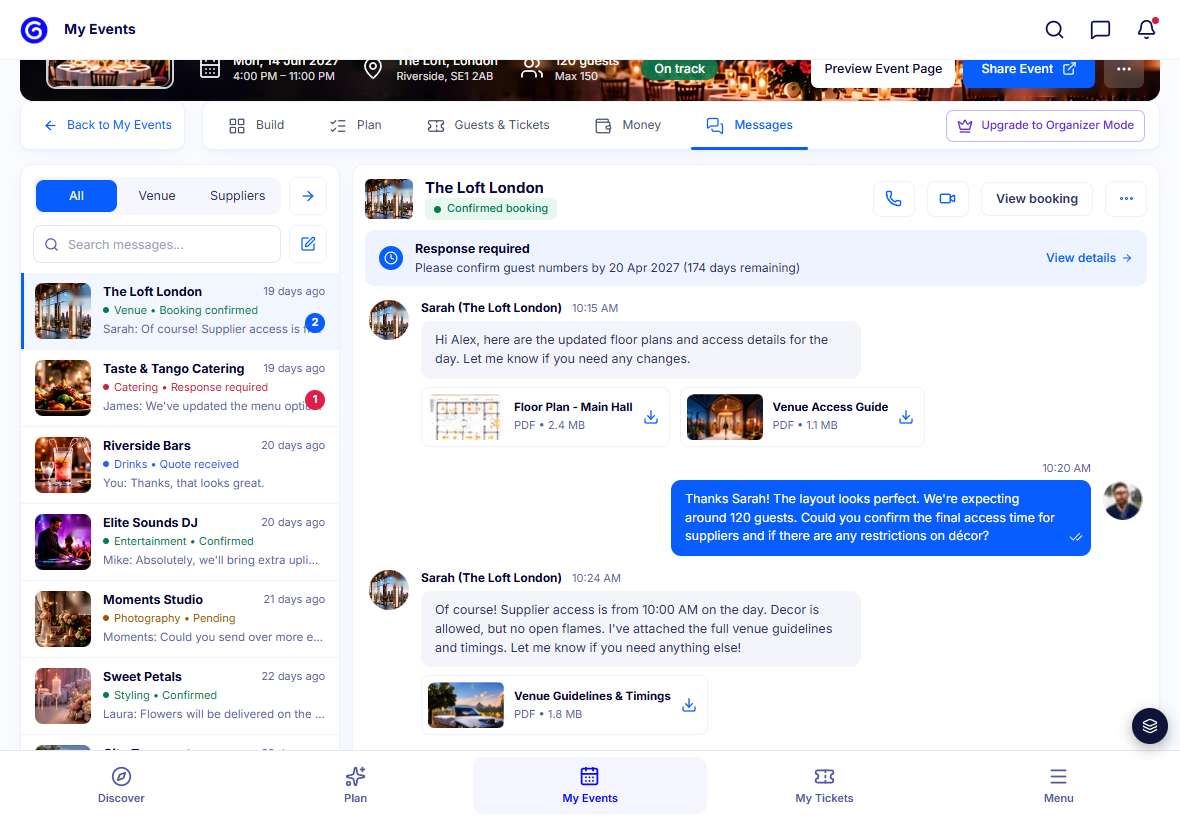 My Events
Mon, 14 Jun 2027
4:00 PM – 11:00 PM
The Loft, London
Riverside, SE1 2AB
120 guests
Max 150
On track
Preview Event Page
Share Event
Back to My Events
Build
Plan
Guests & Tickets
Money
Messages
Upgrade to Organizer Mode
All
Venue
Suppliers
Search messages...
The Loft London
19 days ago
Venue • Booking confirmed
Sarah: Of course! Supplier access is f
2
Taste & Tango Catering
19 days ago
Catering • Response required
James: We've updated the menu optio
1
Riverside Bars
20 days ago
Drinks • Quote received
You: Thanks, that looks great.
Elite Sounds DJ
20 days ago
Entertainment • Confirmed
Mike: Absolutely, we'll bring extra upli...
Moments Studio
21 days ago
Photography • Pending
Moments: Could you send over more e...
Sweet Petals
22 days ago
Styling • Confirmed
Laura: Flowers will be delivered on the ...
The Loft London
Confirmed booking
View booking
Response required
Please confirm guest numbers by 20 Apr 2027 (174 days remaining)
View details
Sarah (The Loft London) 10:15 AM
Hi Alex, here are the updated floor plans and access details for the
day. Let me know if you need any changes.
Floor Plan - Main Hall
PDF • 2.4 MB
Venue Access Guide
PDF • 1.1 MB
10:20 AM
Thanks Sarah! The layout looks perfect. We're expecting
around 120 guests. Could you confirm the final access time for
suppliers and if there are any restrictions on décor?
Sarah (The Loft London) 10:24 AM
Of course! Supplier access is from 10:00 AM on the day. Decor is
allowed, but no open flames. I've attached the full venue guidelines
and timings. Let me know if you need anything else!
Venue Guidelines & Timings
PDF • 1.8 MB
Discover
Plan
My Events
My Tickets
Menu